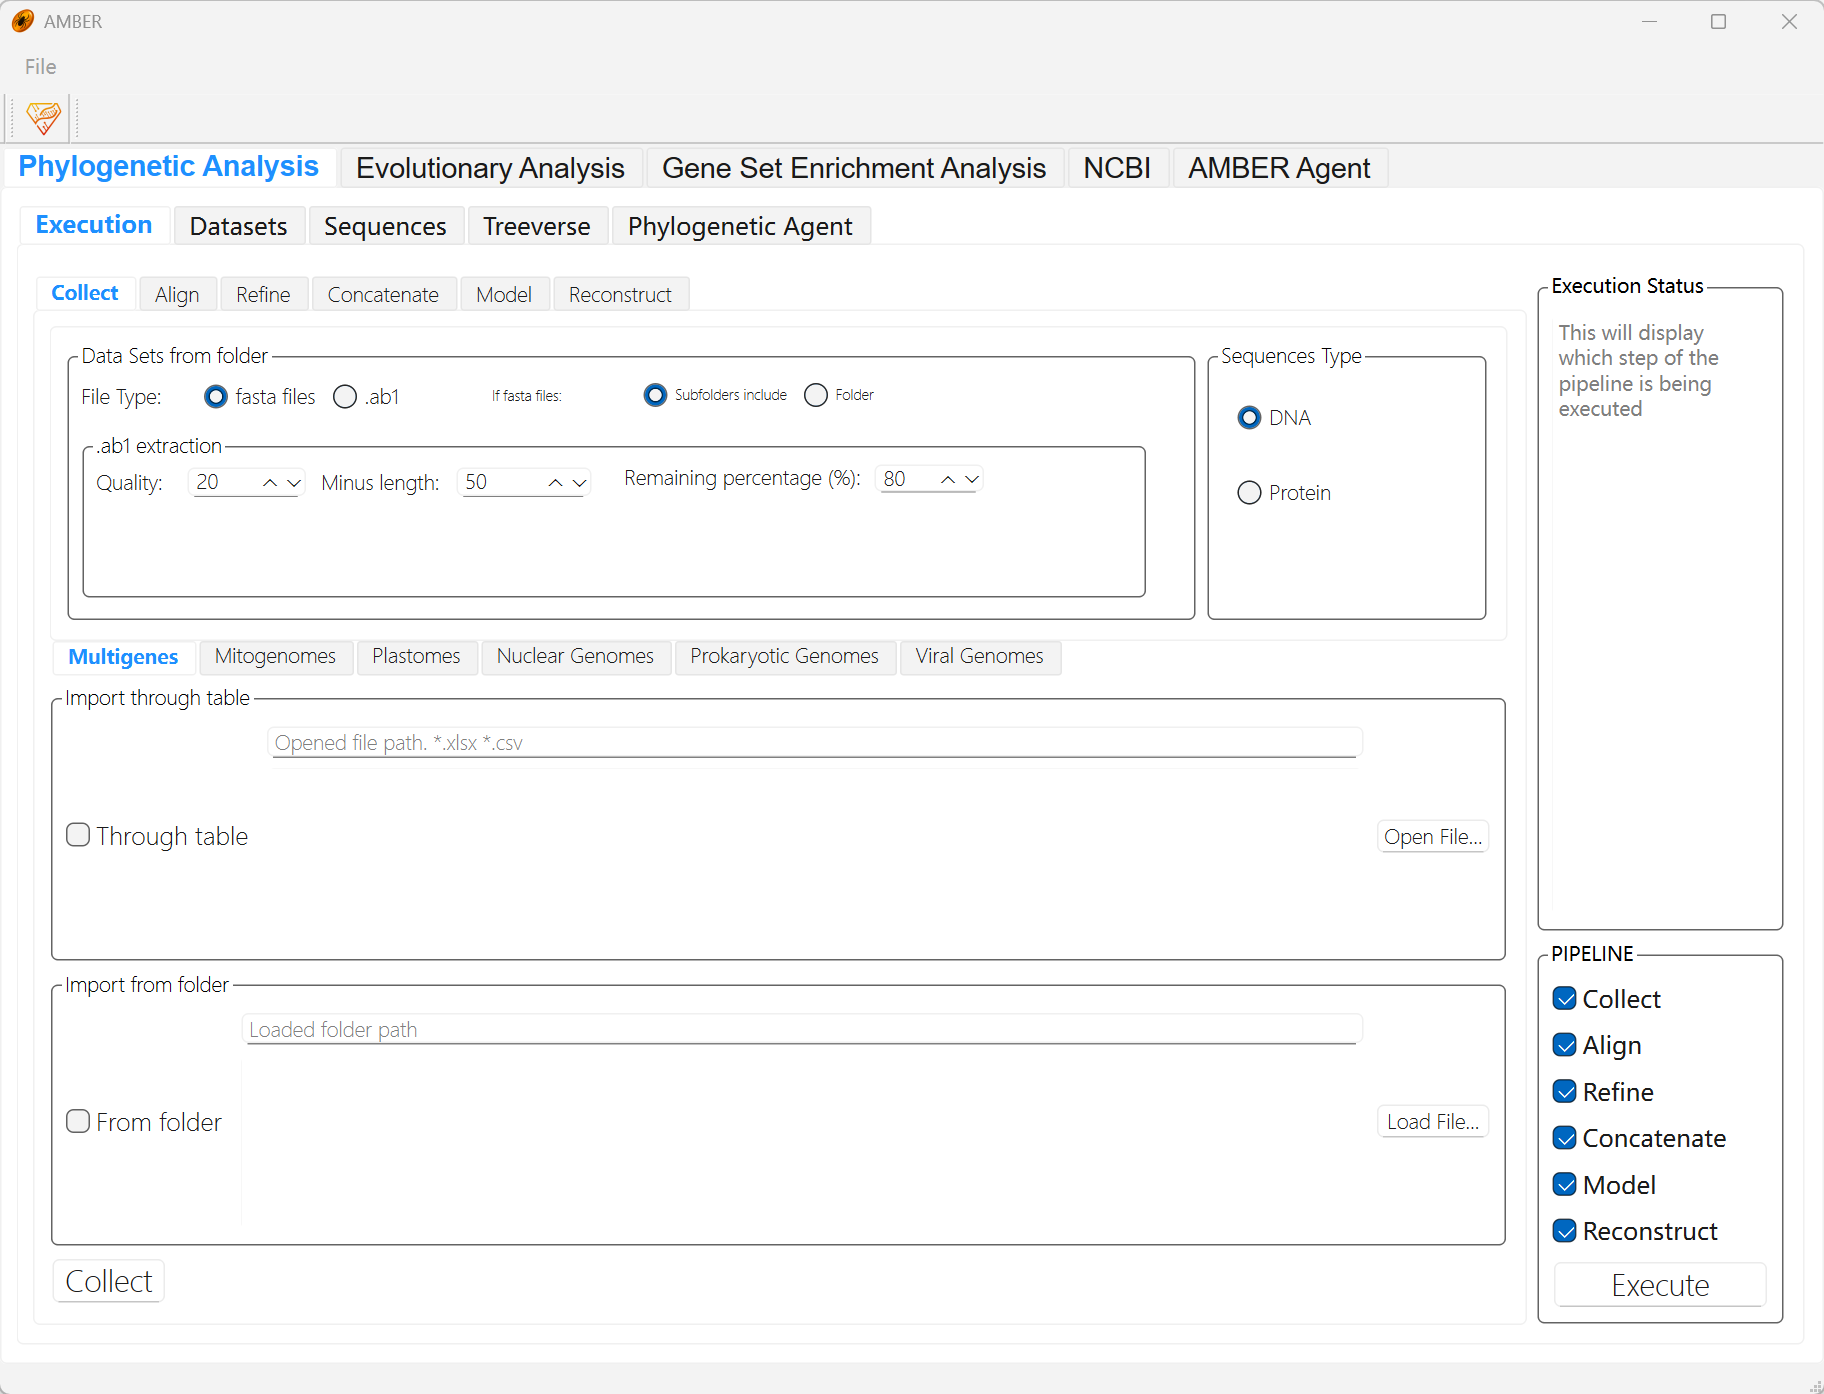 AMBER
File
Phylogenetic Analysis Evolutionary Analysis Gene Set Enrichment Analysis NCBI AMBER Agent
Execution Datasets Sequences Treeverse Phylogenetic Agent
Collect Align Refine Concatenate Model Reconstruct
Data Sets from folder
File Type: fasta files .ab1 If fasta files: Subfolders include Folder
.ab1 extraction
Quality: 20 Minus length: 50 Remaining percentage (%): 80
Sequences Type
DNA
Protein
Multigenes Mitogenomes Plastomes Nuclear Genomes Prokaryotic Genomes Viral Genomes
Import through table
Opened file path. *.xlsx *.csv
Through table
Open File...
Import from folder
Loaded folder path
From folder
Load File...
Collect
Execution Status
This will display
which step of the
pipeline is being
executed
PIPELINE
Collect
Align
Refine
Concatenate
Model
Reconstruct
Execute